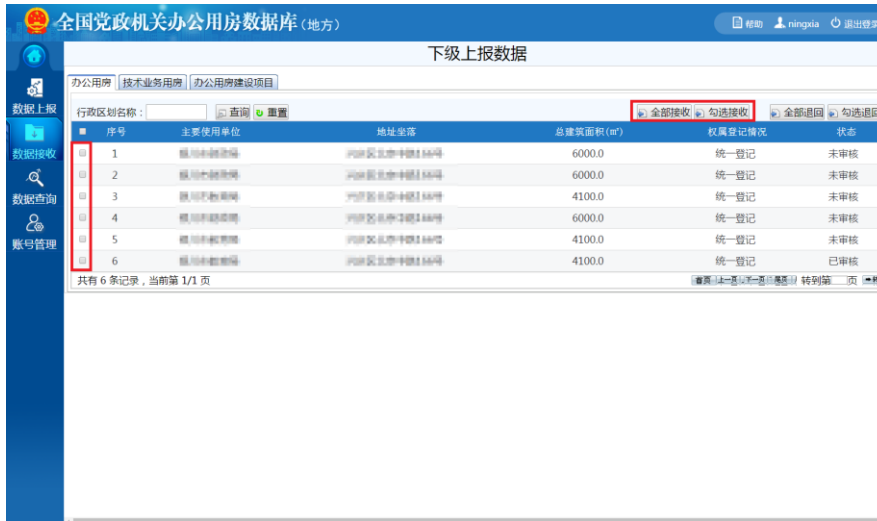 全国党政机关办公用房数据库(地方)
帮助 ningxia 退出登录
下级上报数据
数据上报
数据接收
数据查询
账号管理
办公用房 技术业务用房 办公用房建设项目
行政区划名称： 查询 重置 全部接收 勾选接收 全部退回 勾选退回
序号 主要使用单位 地址坐落 总建筑面积(㎡) 权属登记情况 状态
1 6000.0 统一登记 未审核
2 6000.0 统一登记 未审核
3 4100.0 统一登记 未审核
4 6000.0 统一登记 未审核
5 4100.0 统一登记 未审核
6 4100.0 统一登记 已审核
共有 6 条记录，当前第 1/1 页 首页 上一页 下一页 尾页 转到第 页